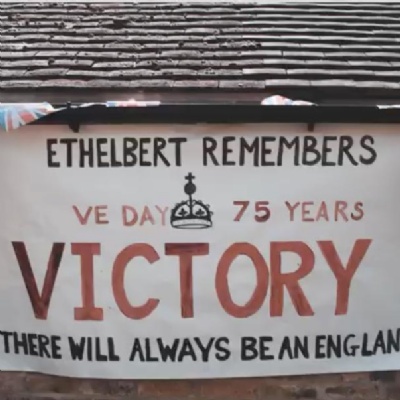 ETHELBERT REMEMBERS
VE DAY 75 YEARS
VICTORY
THERE WILL ALWAYS BE AN ENGLAN